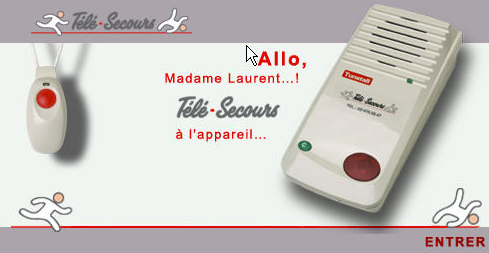 Télé-Secours
Allo,
Madame Laurent...!
Télé-Secours
à l'appareil...
Tunstall
Télé-Secours
C
ENTRER